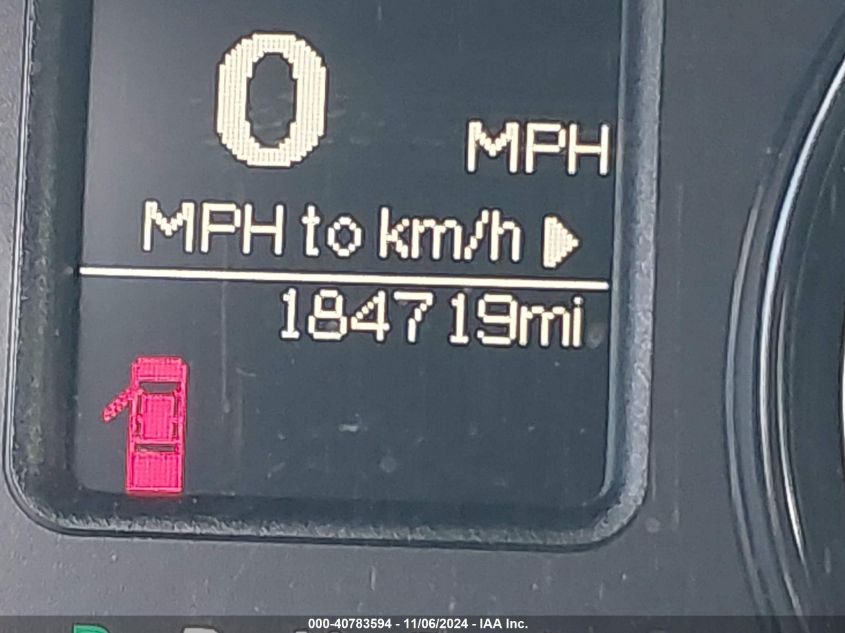 0
MPH
MPH to km/h
184719mi
000-40783594 - 11/06/2024 - IAA Inc.